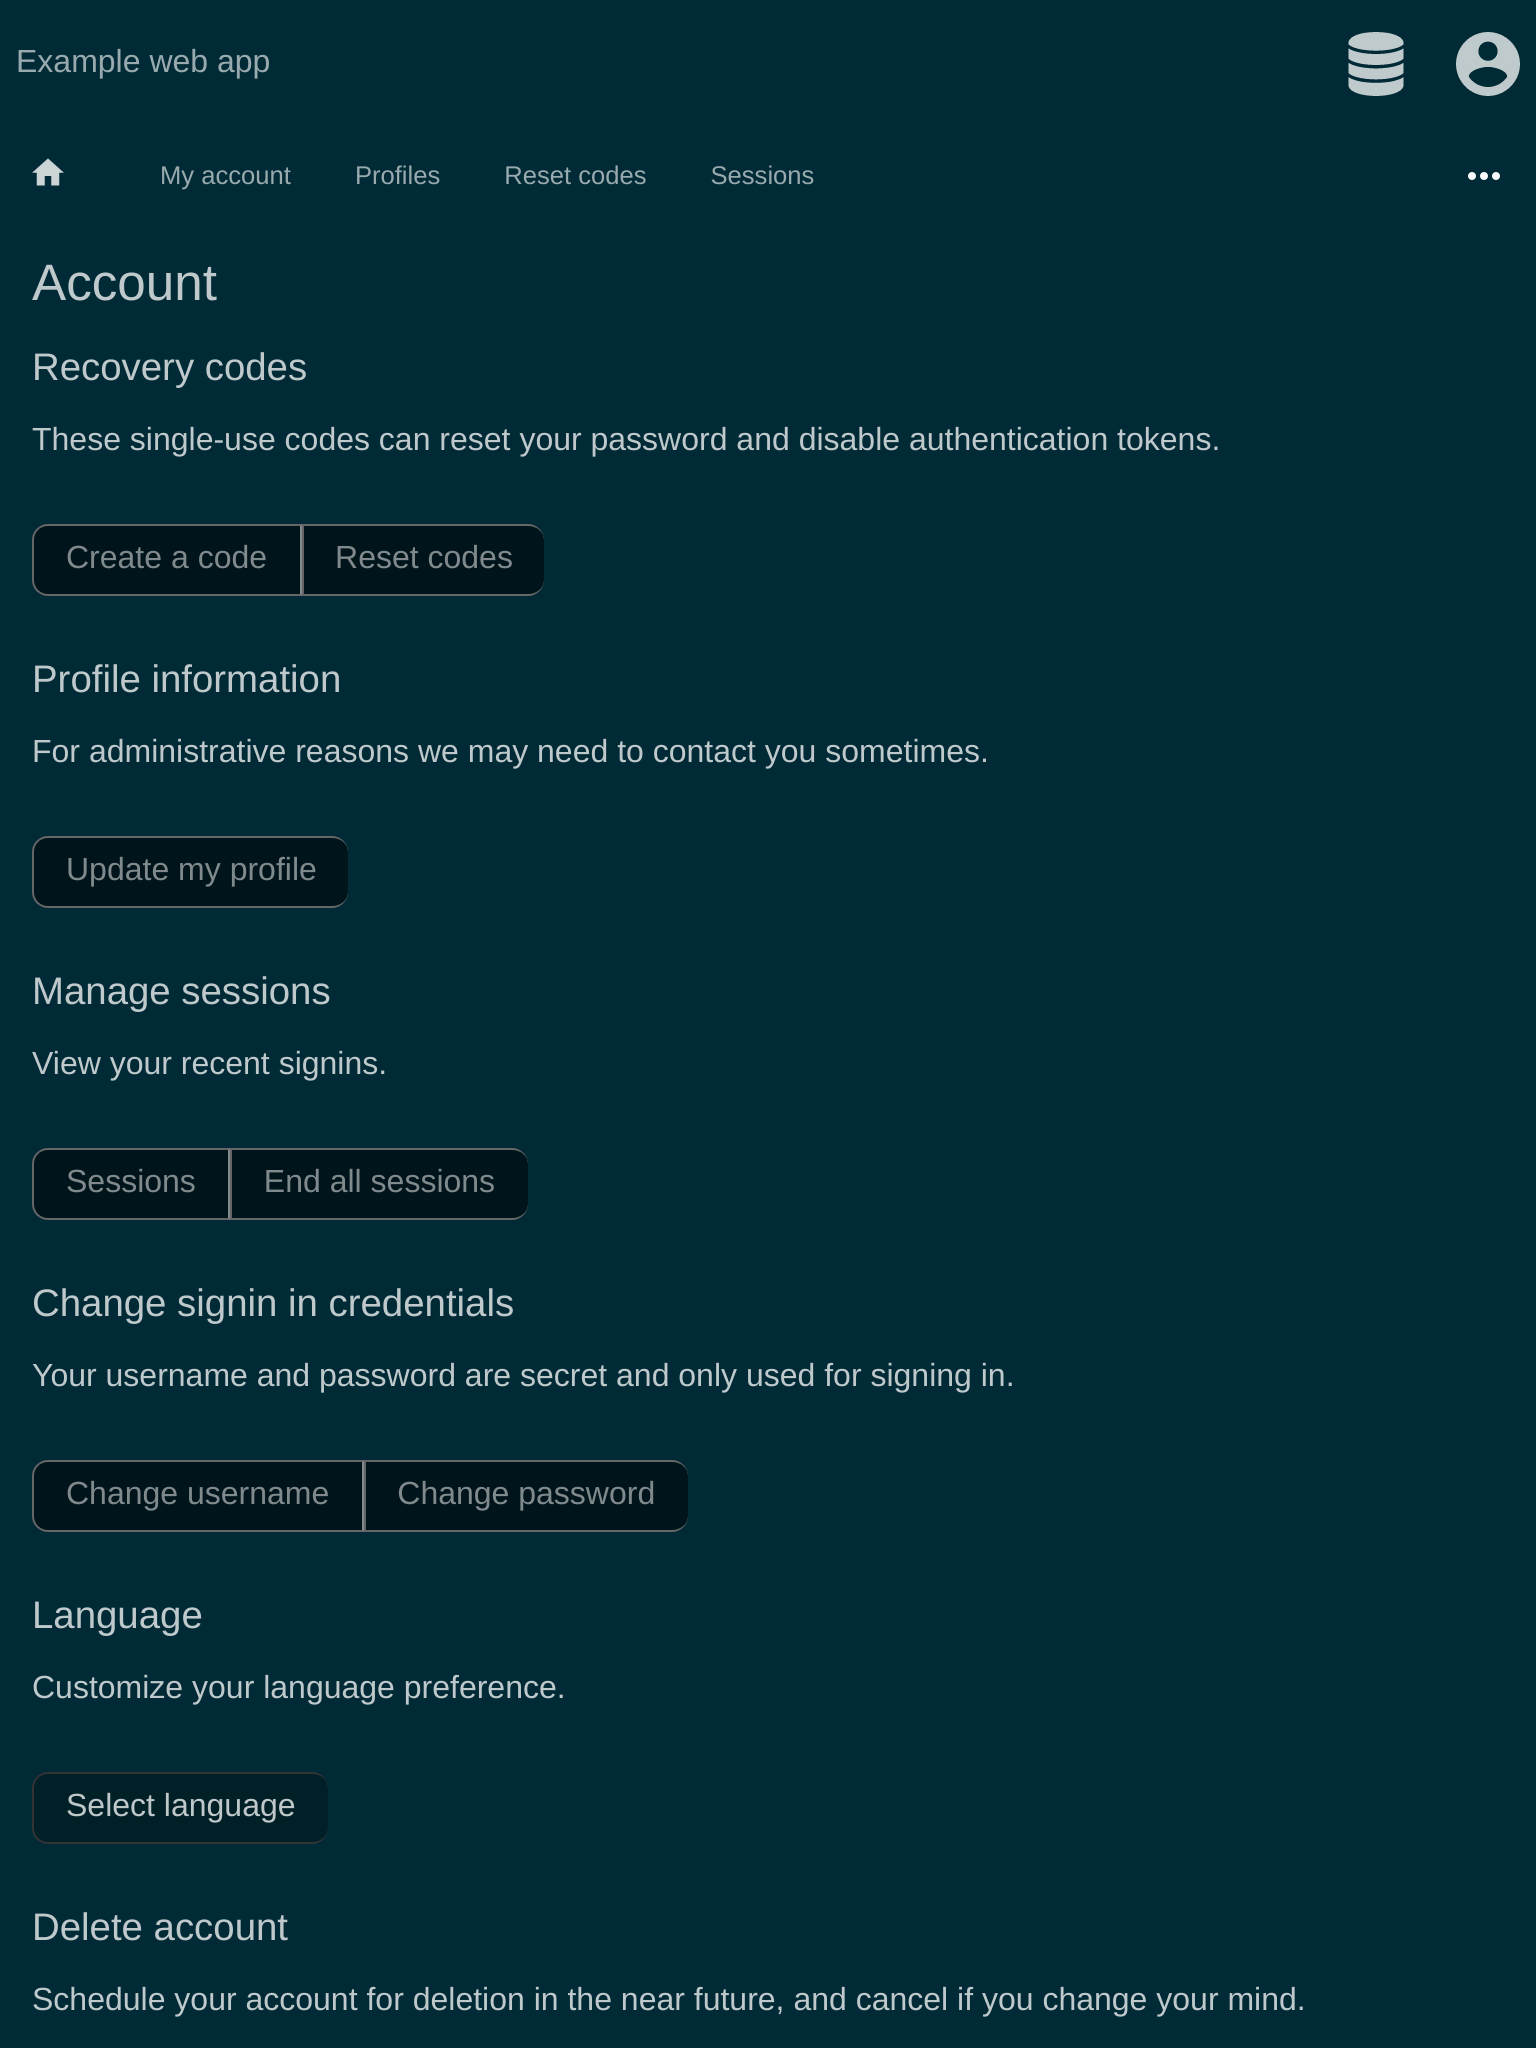 Example web app
My account Profiles Reset codes Sessions
Account
Recovery codes
These single-use codes can reset your password and disable authentication tokens.
Create a code Reset codes
Profile information
For administrative reasons we may need to contact you sometimes.
Update my profile
Manage sessions
View your recent signins.
Sessions End all sessions
Change signin in credentials
Your username and password are secret and only used for signing in.
Change username Change password
Language
Customize your language preference.
Select language
Delete account
Schedule your account for deletion in the near future, and cancel if you change your mind.